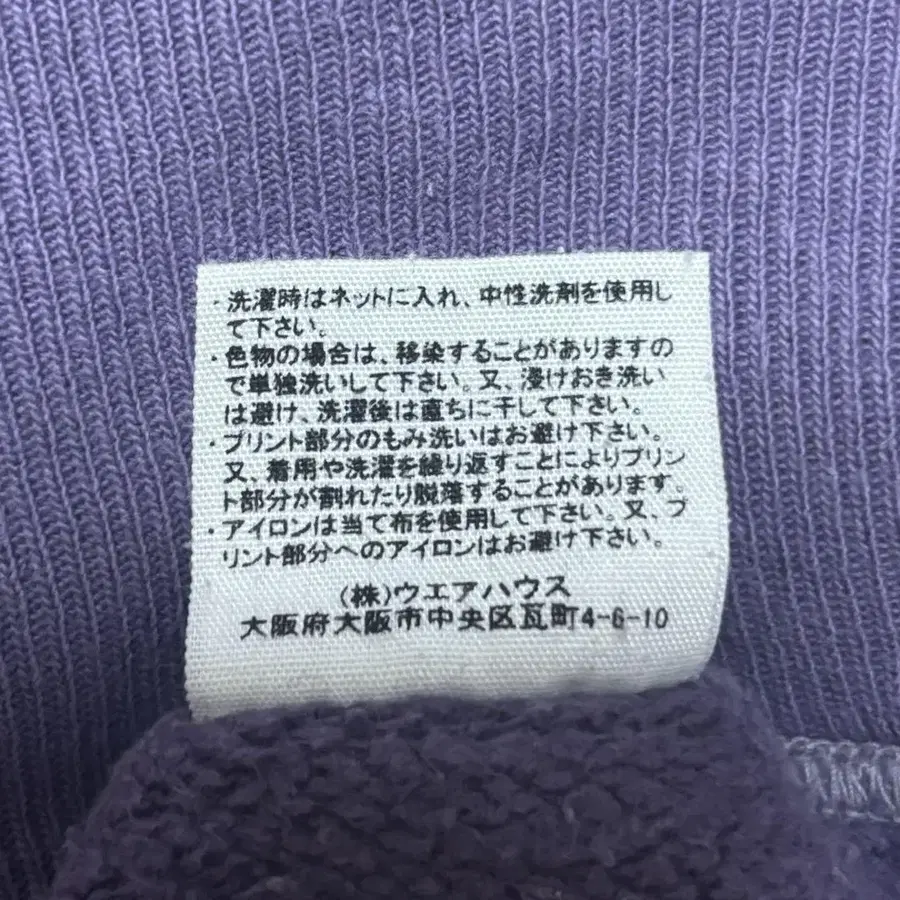 ・洗濯時はネットに入れ、中性洗剤を使用し
て下さい。
・色物の場合は、移染することがありますの
で単独洗いして下さい。又、浸けおき洗い
は避け、洗濯後は直ちに干して下さい。
・プリント部分のもみ洗いはお避け下さい。
又、着用や洗濯を繰り返すことによりプリン
ト部分が割れたり脱落することがあります。
・アイロンは当て布を使用して下さい。又、プ
リント部分へのアイロンはお避け下さい。
(株)ウエアハウス
大阪府大阪市中央区瓦町4-6-10